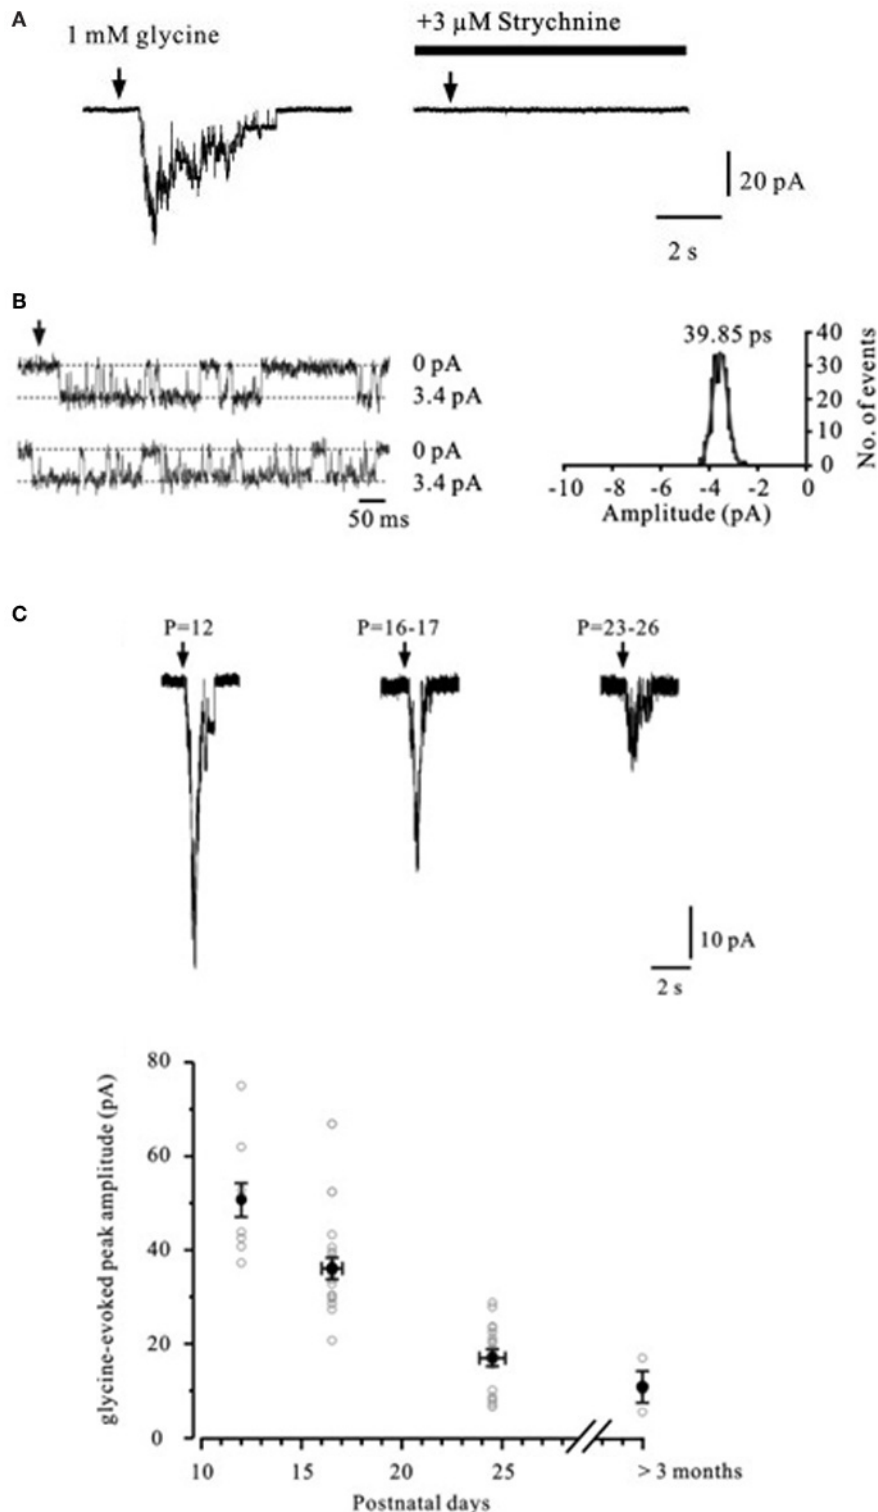 A
1 mM glycine
+3 µM Strychnine
20 pA
2 s
B
0 pA
3.4 pA
0 pA
3.4 pA
50 ms
39.85 ps
40
30
20
10
0
No. of events
-10 -8 -6 -4 -2 0
Amplitude (pA)
C
P=12 P=16-17 P=23-26
10 pA
2 s
80
60
40
20
0
glycine-evoked peak amplitude (pA)
10 15 20 25 > 3 months
Postnatal days